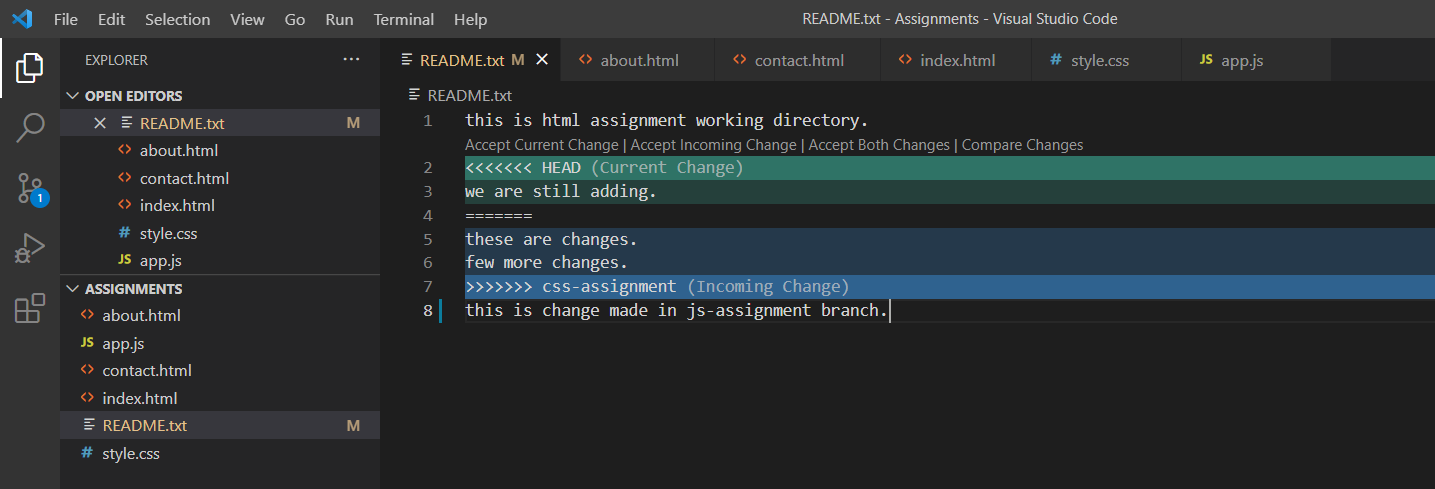 File Edit Selection View Go Run Terminal Help README.txt - Assignments - Visual Studio Code
EXPLORER ...
OPEN EDITORS
README.txt M
about.html
contact.html
index.html
# style.css
JS app.js
ASSIGNMENTS
about.html
JS app.js
contact.html
index.html
README.txt M
# style.css
1
README.txt M about.html contact.html index.html # style.css JS app.js
README.txt
1 this is html assignment working directory.
Accept Current Change | Accept Incoming Change | Accept Both Changes | Compare Changes
2 <<<<<<< HEAD (Current Change)
3 we are still adding.
4 =======
5 these are changes.
6 few more changes.
7 >>>>>>> css-assignment (Incoming Change)
8 this is change made in js-assignment branch.